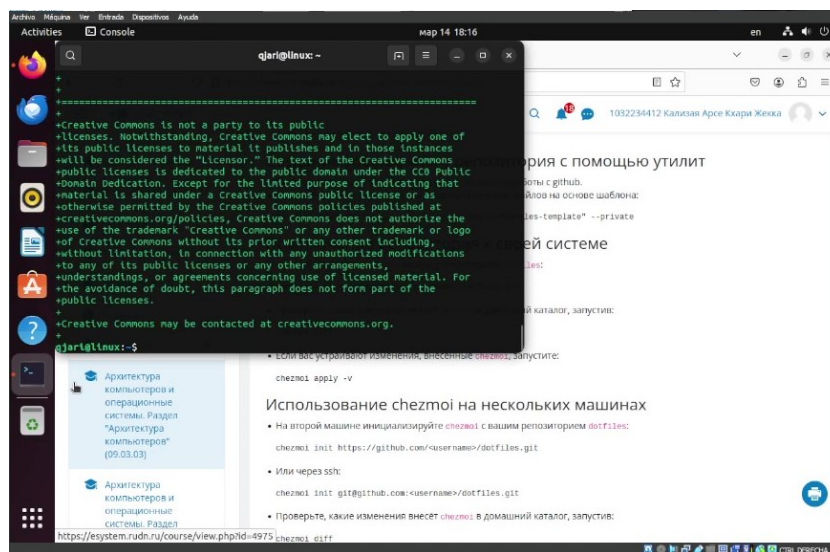 Archivo Máquina Ver Entrada Dispositivos Ayuda
Activities Console мар 14 18:16 en
qjari@linux: ~
+
+
+
+Creative Commons is not a party to its public
+licenses. Notwithstanding, Creative Commons may elect to apply one of
+its public licenses to material it publishes and in those instances
+will be considered the “Licensor.” The text of the Creative Commons
+public licenses is dedicated to the public domain under the CC0 Public
+Domain Dedication. Except for the limited purpose of indicating that
+material is shared under a Creative Commons public license or as
+otherwise permitted by the Creative Commons policies published at
+creativecommons.org/policies, Creative Commons does not authorize the
+use of the trademark "Creative Commons" or any other trademark or logo
+of Creative Commons without its prior written consent including,
+without limitation, in connection with any unauthorized modifications
+to any of its public licenses or any other arrangements,
+understandings, or agreements concerning use of licensed material. For
+the avoidance of doubt, this paragraph does not form part of the
+public licenses.
+
+Creative Commons may be contacted at creativecommons.org.
+
qjari@linux:~$
1032234412 Кализая Арсе Кхари Жекка
с помощью утилит
с github.
на основе шаблона:
--private
своей системе
каталог, запустив:
• Если вас устраивают изменения, внесённые chezmoi, запустите:
chezmoi apply -v
Использование chezmoi на нескольких машинах
• На второй машине инициализируйте chezmoi с вашим репозиторием dotfiles:
chezmoi init https://github.com/<username>/dotfiles.git
• Или через ssh:
chezmoi init git@github.com:<username>/dotfiles.git
• Проверьте, какие изменения внесёт chezmoi в домашний каталог, запустив:
chezmoi diff
Архитектура
компьютеров и
операционные
системы. Раздел
"Архитектура
компьютеров"
(09.03.03)
Архитектура
компьютеров и
операционные
системы. Раздел
https://esystem.rudn.ru/course/view.php?id=4975
CTRL DERECHA